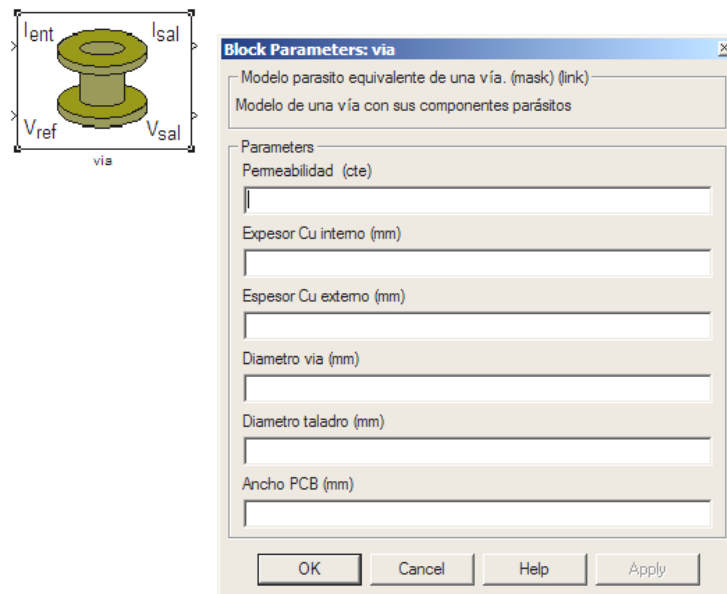 Ient Isal
Vref Vsal
via
Block Parameters: via
Modelo parasito equivalente de una vía. (mask) (link)
Modelo de una vía con sus componentes parásitos
Parameters
Permeabilidad (cte)
Expesor Cu interno (mm)
Espesor Cu externo (mm)
Diametro via (mm)
Diametro taladro (mm)
Ancho PCB (mm)
OK Cancel Help Apply